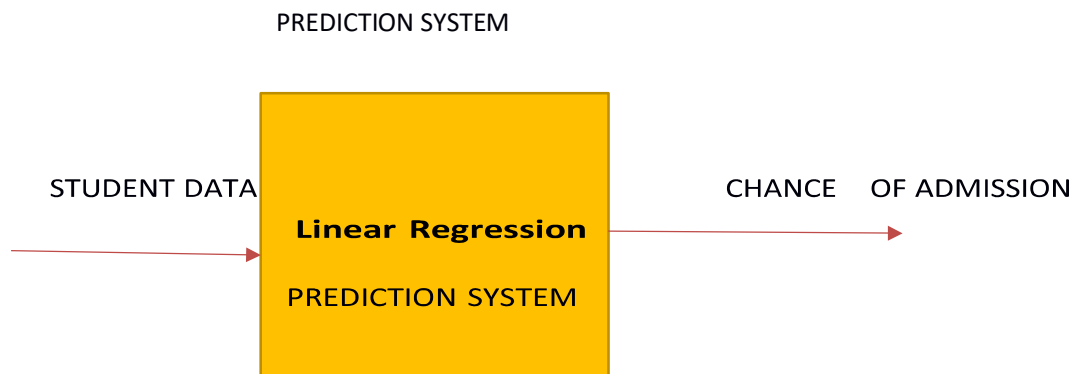 PREDICTION SYSTEM
STUDENT DATA
CHANCE OF ADMISSION
Linear Regression
PREDICTION SYSTEM